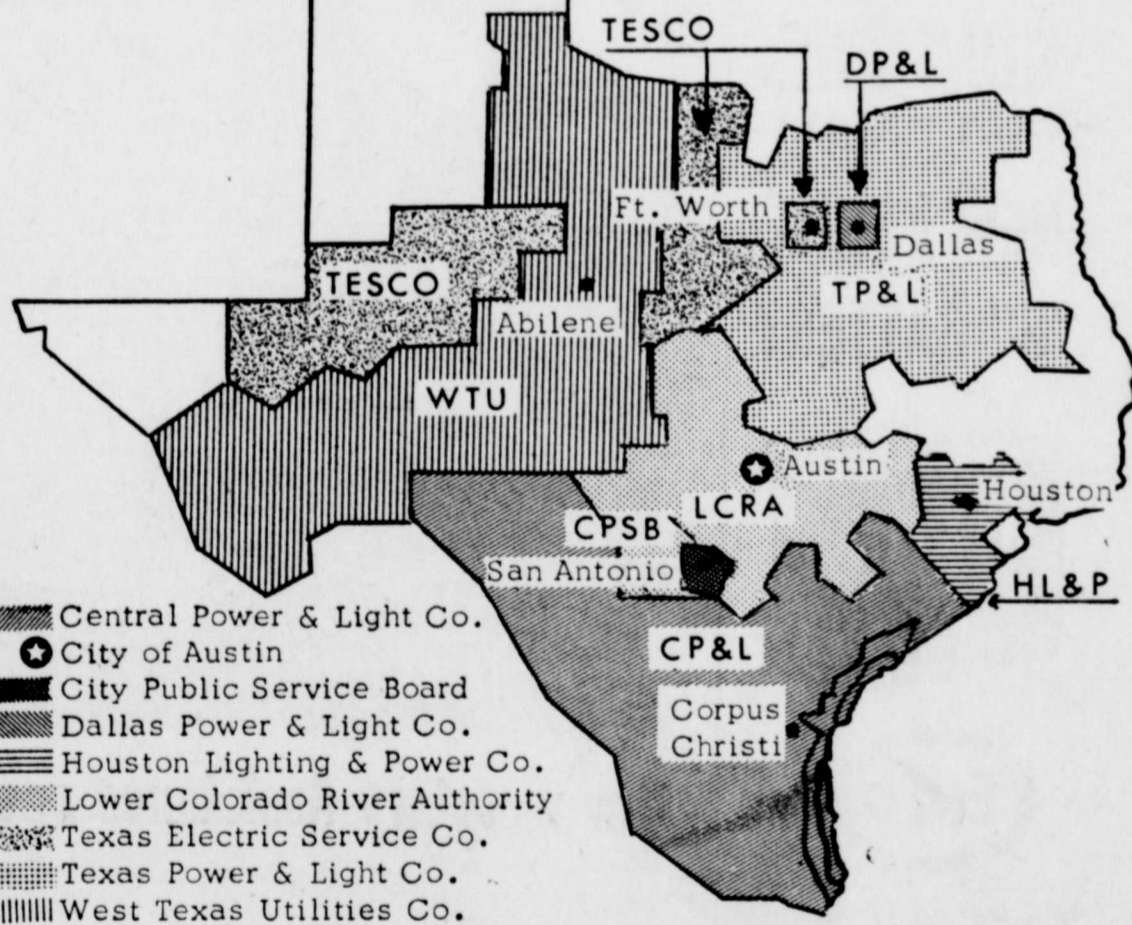 TESCO
DP&L
Ft. Worth
Dallas
TESCO
TP&L
Abilene
WTU
Austin
LCRA
Houston
CPSB
San Antonio
HL&P
CP&L
Corpus
Christi
Central Power & Light Co.
City of Austin
City Public Service Board
Dallas Power & Light Co.
Houston Lighting & Power Co.
Lower Colorado River Authority
Texas Electric Service Co.
Texas Power & Light Co.
West Texas Utilities Co.